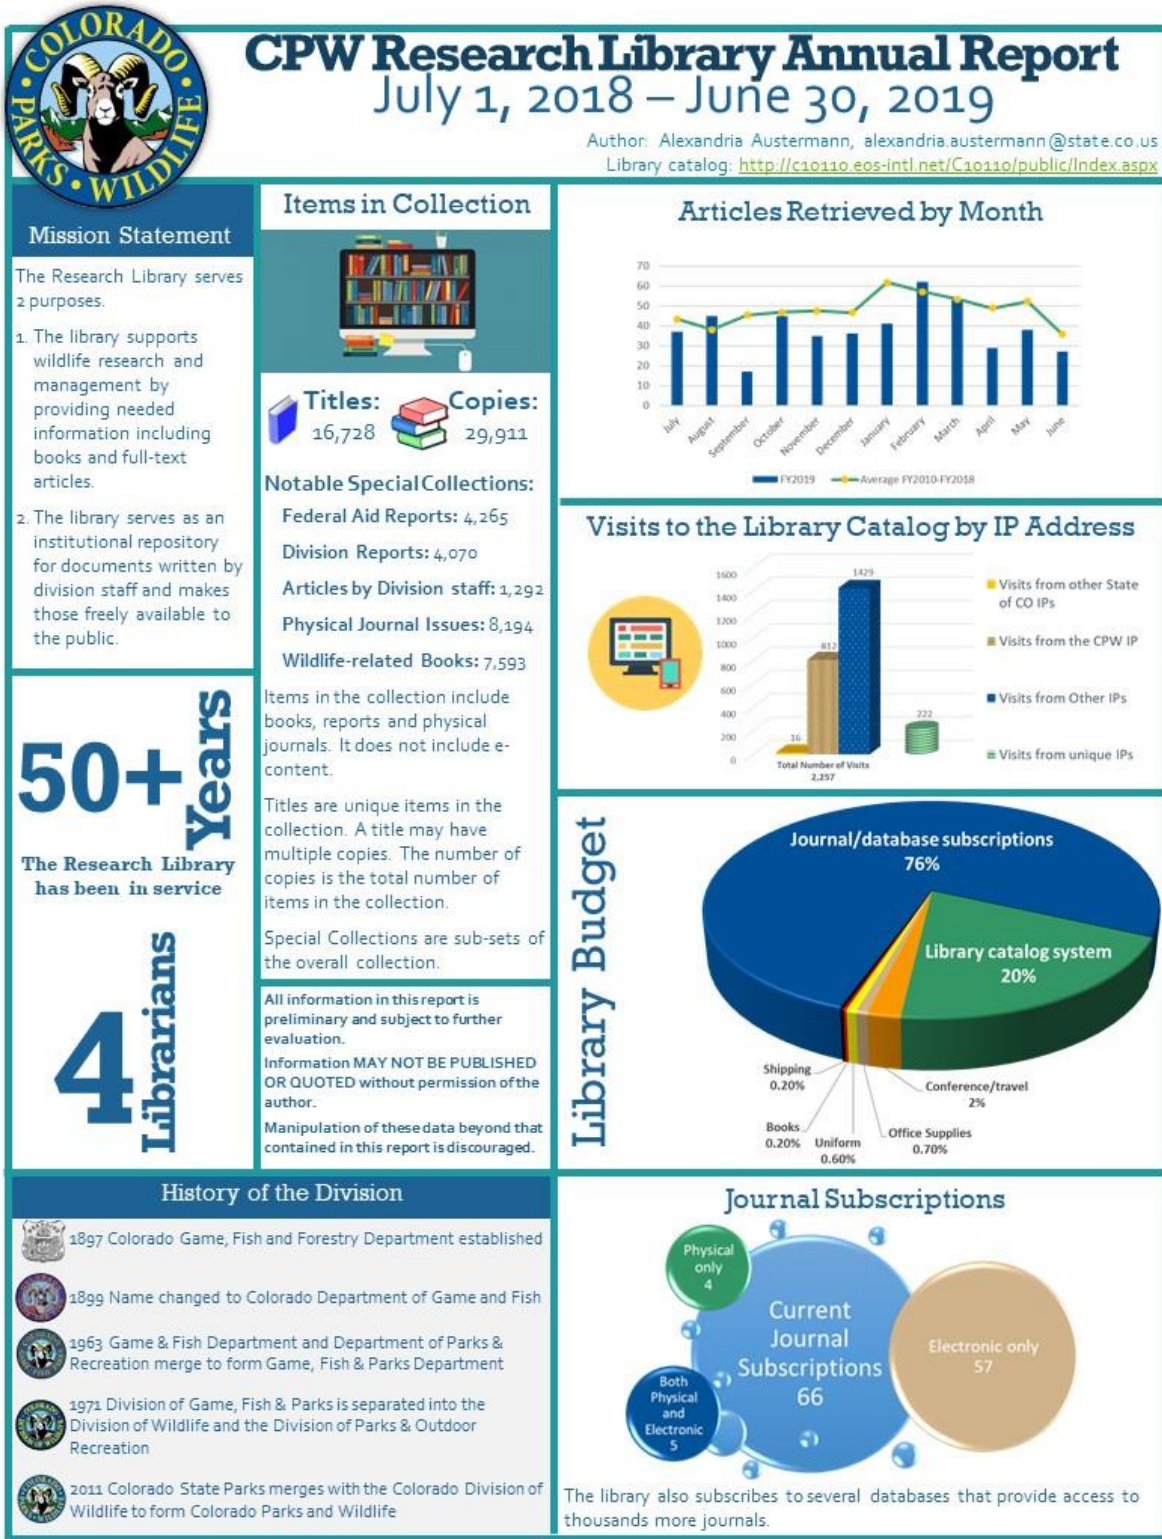 COLORADO
PARKS • WILDLIFE
CPW Research Library Annual Report
July 1, 2018 – June 30, 2019
Author: Alexandria Austermann, alexandria.austermann@state.co.us
Library catalog: http://c10110.eos-intl.net/C10110/public/Index.aspx
Mission Statement
The Research Library serves
2 purposes.
1. The library supports
wildlife research and
management by
providing needed
information including
books and full-text
articles.
2. The library serves as an
institutional repository
for documents written by
division staff and makes
those freely available to
the public.
50+
Years
The Research Library
has been in service
4
Librarians
Items in Collection
Titles:
16,728
Copies:
29,911
Notable Special Collections:
Federal Aid Reports: 4,265
Division Reports: 4,070
Articles by Division staff: 1,292
Physical Journal Issues: 8,194
Wildlife-related Books: 7,593
Items in the collection include
books, reports and physical
journals. It does not include e-
content.
Titles are unique items in the
collection. A title may have
multiple copies. The number of
copies is the total number of
items in the collection.
Special Collections are sub-sets of
the overall collection.
All information in this report is
preliminary and subject to further
evaluation.
Information MAY NOT BE PUBLISHED
OR QUOTED without permission of the
author.
Manipulation of these data beyond that
contained in this report is discouraged.
Articles Retrieved by Month
70
60
50
40
30
20
10
0
July
August
September
October
November
December
January
February
March
April
May
June
FY2019
Average FY2010-FY2018
Visits to the Library Catalog by IP Address
1600
1400
1200
1000
800
600
400
200
0
16
812
1429
222
Total Number of Visits
2,257
Visits from other State
of CO IPs
Visits from the CPW IP
Visits from Other IPs
Visits from unique IPs
Library Budget
Journal/database subscriptions
76%
Library catalog system
20%
Shipping
0.20%
Conference/travel
2%
Books
0.20%
Uniform
0.60%
Office Supplies
0.70%
History of the Division
1897 Colorado Game, Fish and Forestry Department established
1899 Name changed to Colorado Department of Game and Fish
1963 Game & Fish Department and Department of Parks &
Recreation merge to form Game, Fish & Parks Department
1971 Division of Game, Fish & Parks is separated into the
Division of Wildlife and the Division of Parks & Outdoor
Recreation
2011 Colorado State Parks merges with the Colorado Division of
Wildlife to form Colorado Parks and Wildlife
Journal Subscriptions
Physical
only
4
Current
Journal
Subscriptions
66
Electronic only
57
Both
Physical
and
Electronic
5
The library also subscribes to several databases that provide access to
thousands more journals.